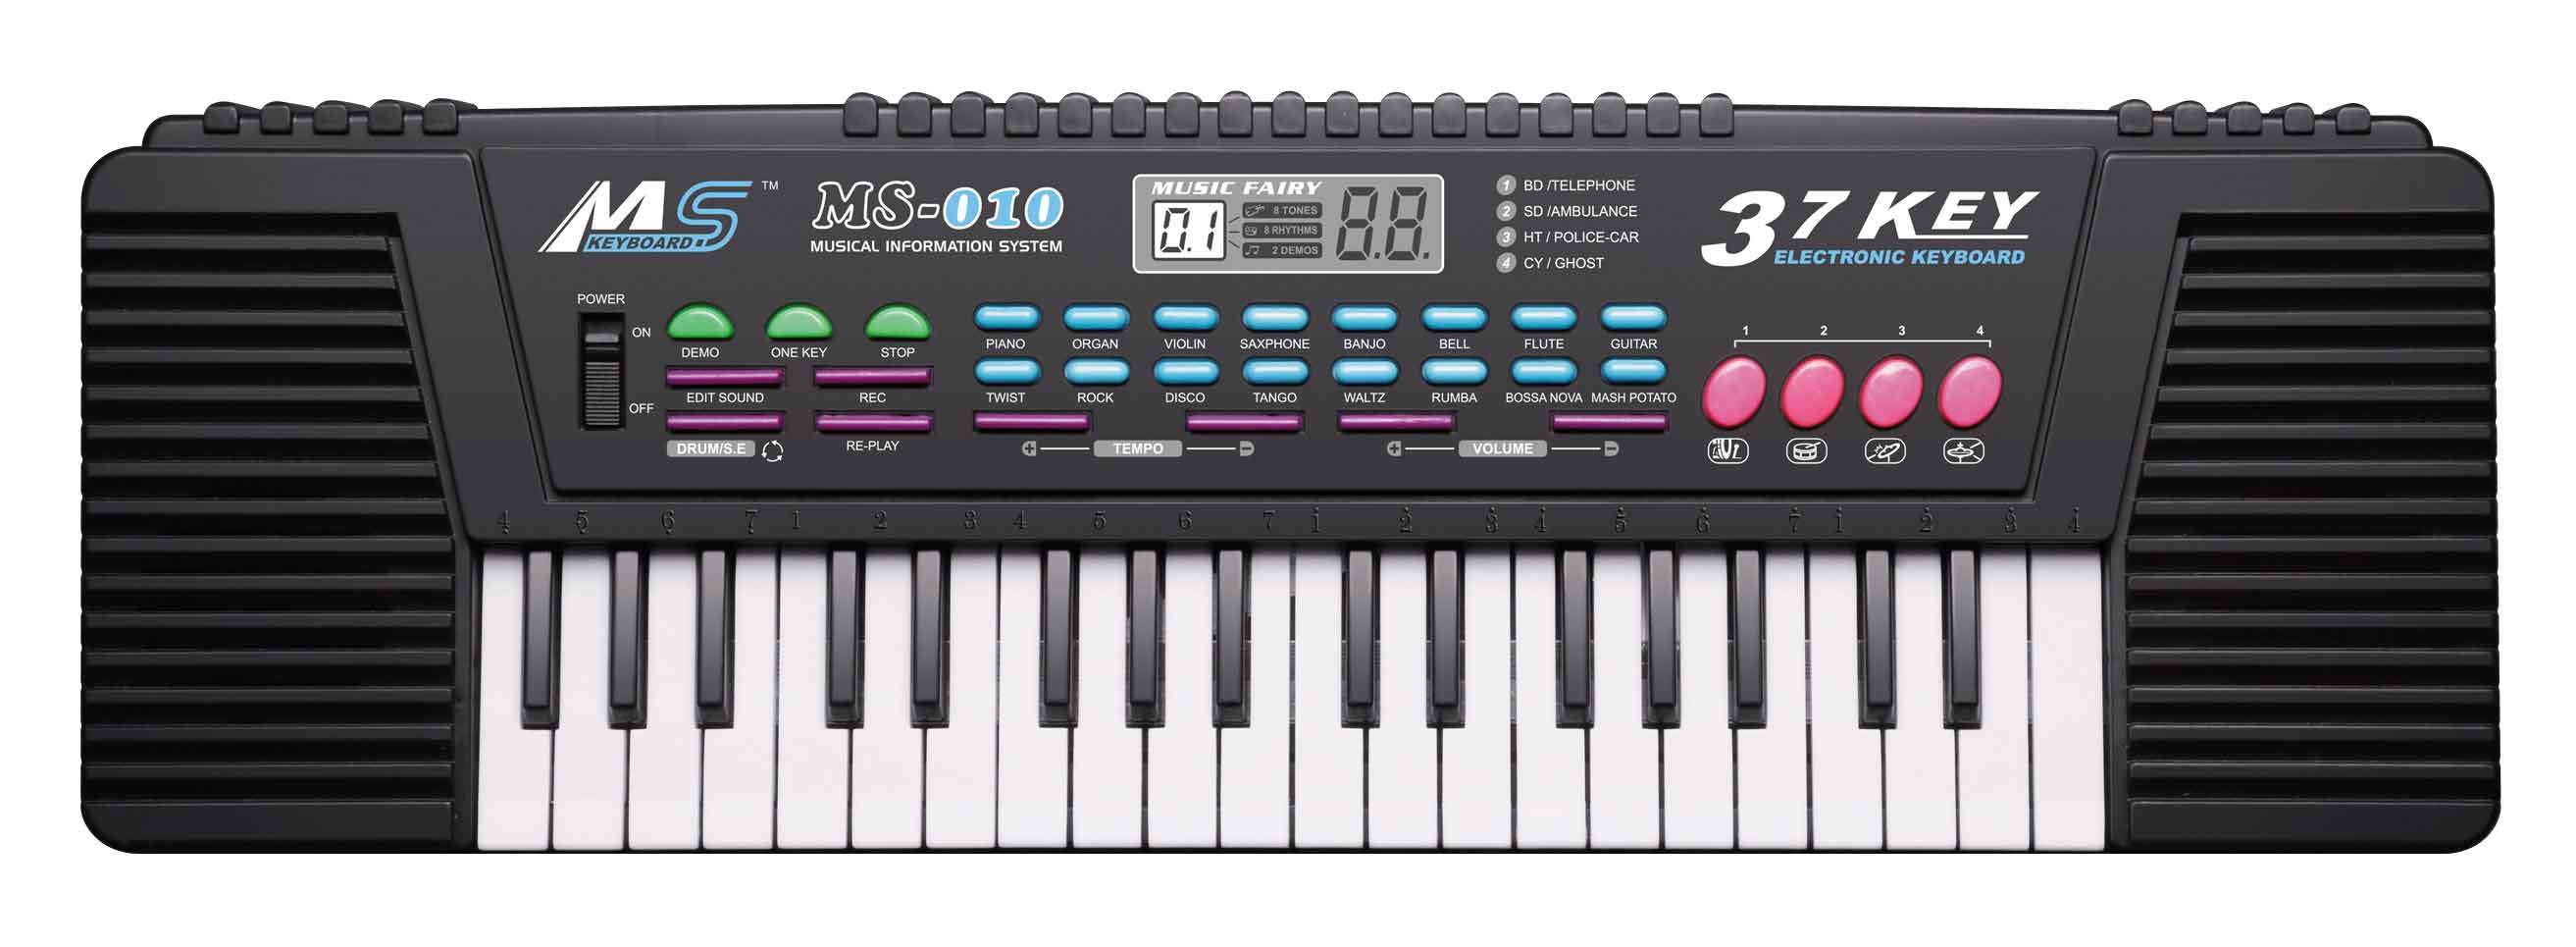 MS TM
KEYBOARD
MS-010
MUSICAL INFORMATION SYSTEM
MUSIC FAIRY
0.1
8 TONES
8 RHYTHMS
2 DEMOS
8.8.
1 BD /TELEPHONE
2 SD /AMBULANCE
3 HT / POLICE-CAR
4 CY / GHOST
37 KEY
ELECTRONIC KEYBOARD
POWER
ON
OFF
DEMO ONE KEY STOP
EDIT SOUND REC
DRUM/S.E RE-PLAY
PIANO ORGAN VIOLIN SAXPHONE BANJO BELL FLUTE GUITAR
TWIST ROCK DISCO TANGO WALTZ RUMBA BOSSA NOVA MASH POTATO
+ TEMPO - + VOLUME -
1 2 3 4
4 5 6 7 1 2 3 4 5 6 7 1 2 3 4 5 6 7 1 2 3 4